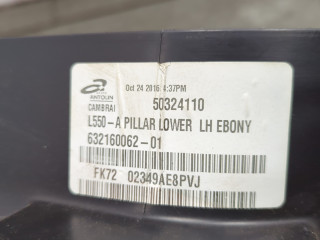 Oct 24 2016 4:37PM
ANTOLIN
CAMBRAI
50324110
L550-A PILLAR LOWER LH EBONY
632160062-01
FK72 02349AE8PVJ